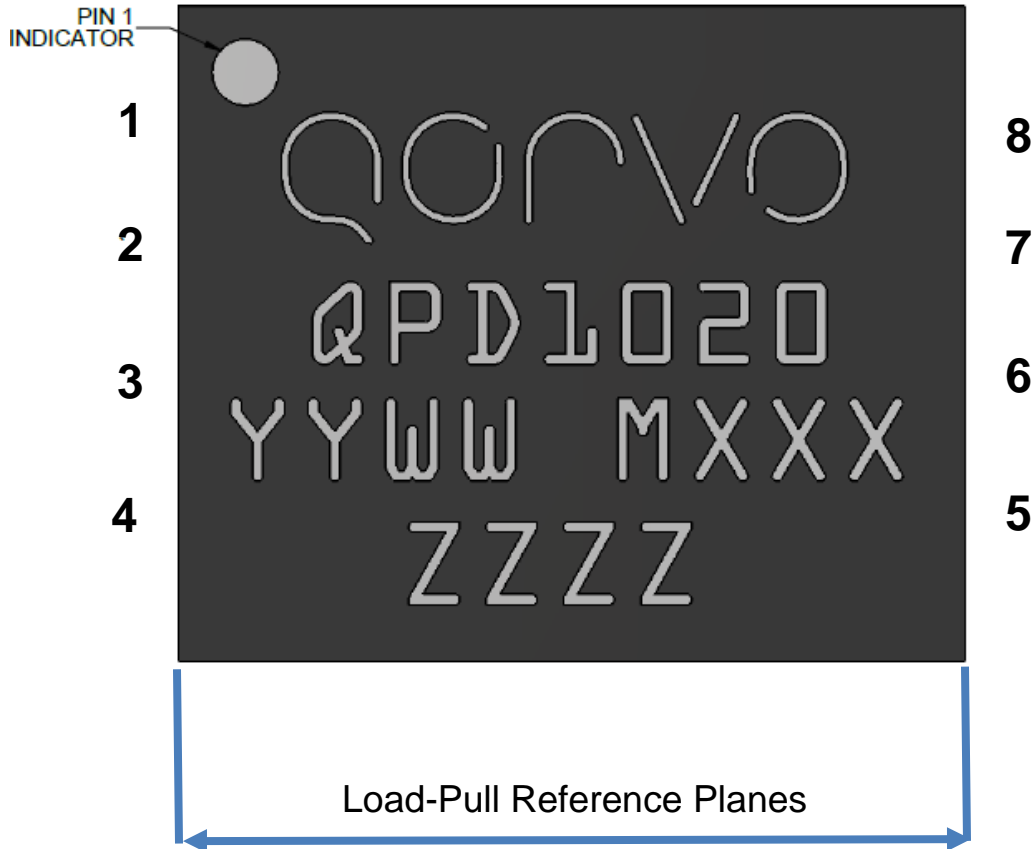 PIN 1
INDICATOR
1
8
qorvo
2
7
QPD1020
3
6
YYWW MXXX
4
5
ZZZZ
Load-Pull Reference Planes